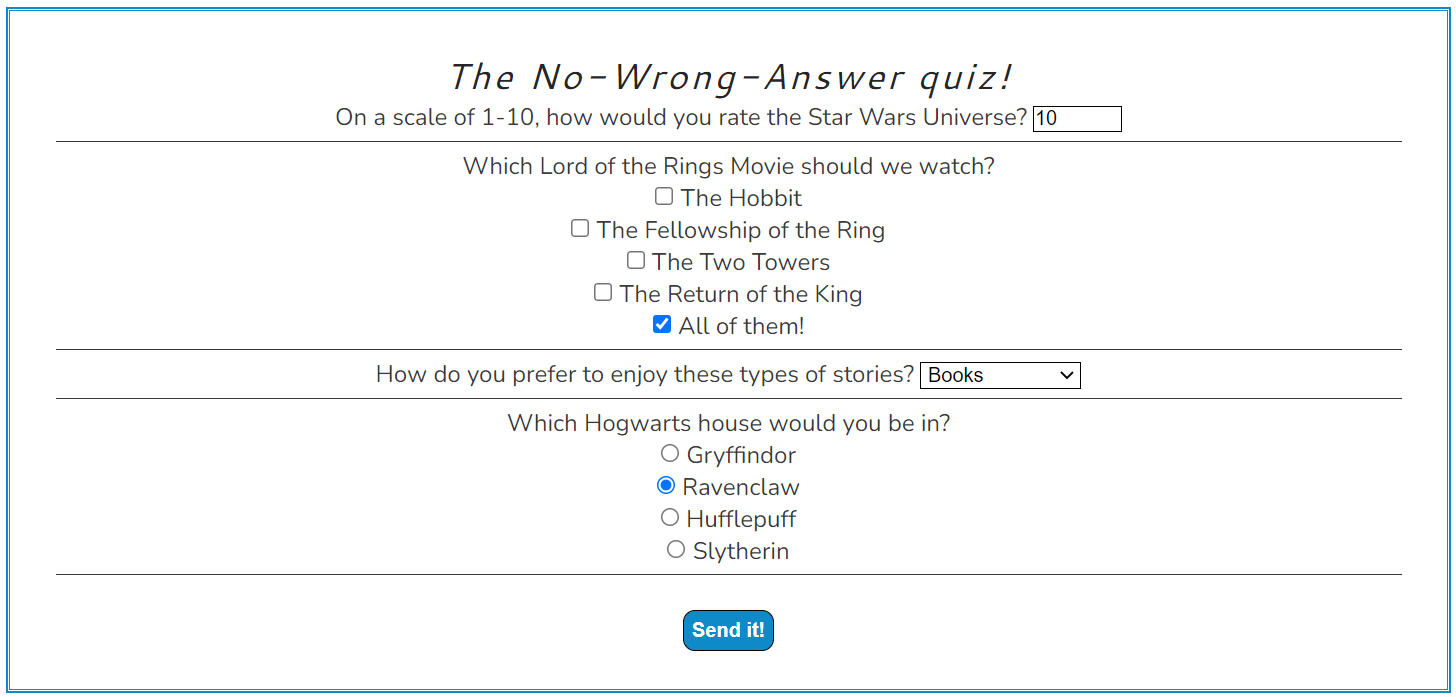 The No-Wrong-Answer quiz!
On a scale of 1-10, how would you rate the Star Wars Universe? 10
Which Lord of the Rings Movie should we watch?
The Hobbit
The Fellowship of the Ring
The Two Towers
The Return of the King
All of them!
How do you prefer to enjoy these types of stories? Books
Which Hogwarts house would you be in?
Gryffindor
Ravenclaw
Hufflepuff
Slytherin
Send it!